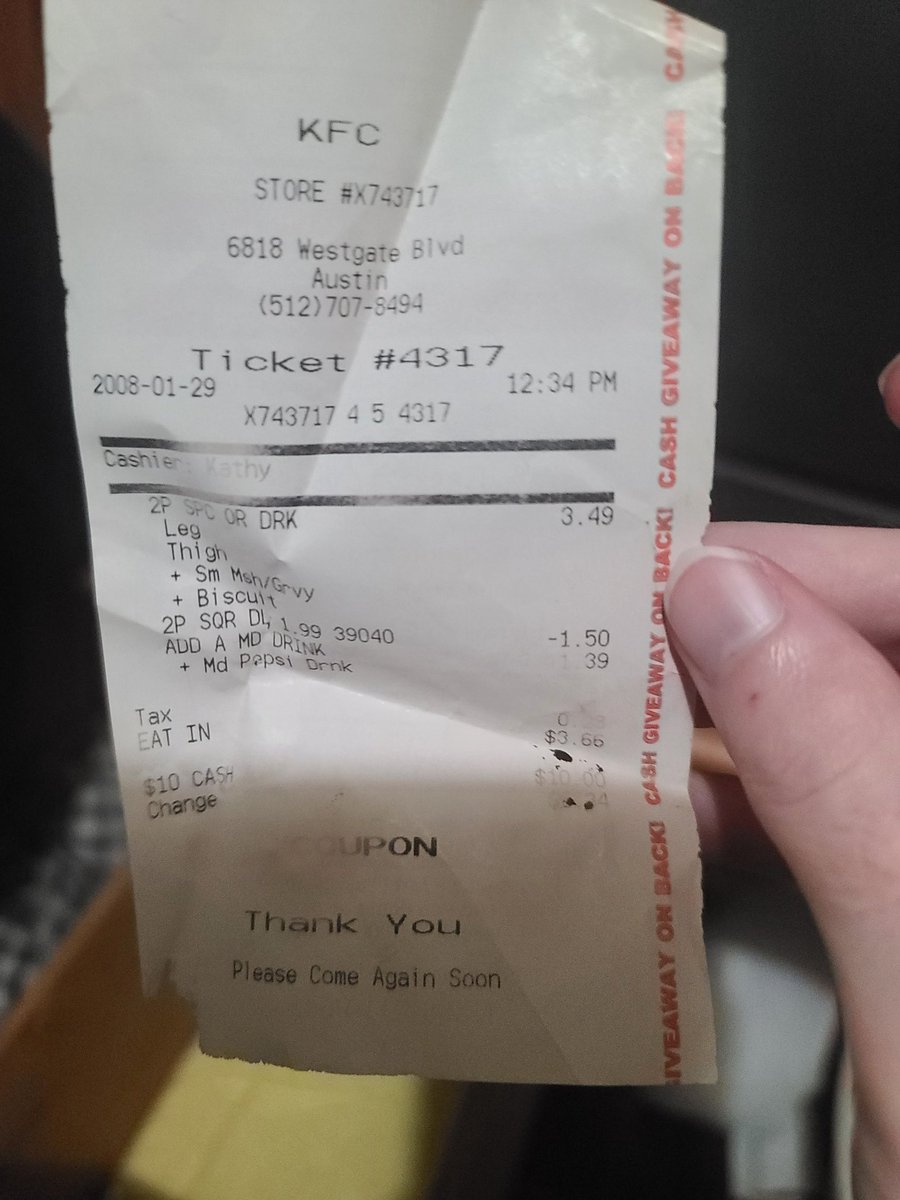 KFC
STORE #X743717
6818 Westgate Blvd
Austin
(512)707-8494
Ticket #4317
2008-01-29 12:34 PM
X743717 4 5 4317
Cashier: Kathy
2P SPC OR DRK 3.49
Leg
Thigh
+ Sm Msh/Grvy
+ Biscuit
2P SQR DL, 1.99 39040 -1.50
ADD A MD DRINK 1.39
+ Md Pepsi Drnk
Tax
EAT IN $3.66
$10 CASH $10.00
Change
COUPON
Thank You
Please Come Again Soon
CASH GIVEAWAY ON BACK! CASH GIVEAWAY ON BACK! CASH GIVEAWAY ON BACK!